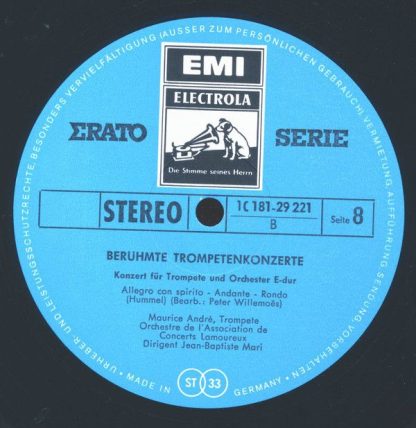 URHEBER- UND LEISTUNGSSCHUTZRECHTE, BESONDERS VERVIELFÄLTIGUNG (AUSSER ZUM PERSÖNLICHEN GEBRAUCH), VERMIETUNG, AUFFÜHRUNG, SENDUNG VORBEHALTEN
EMI
ELECTROLA
Die Stimme seines Herrn
ΣRATO SERIE
STEREO
1C 181-29 221
B
Seite 8
BERUHMTE TROMPETENKONZERTE
Konzert für Trompete und Orchester E-dur
Allegro con spirito - Andante - Rondo
(Hummel) (Bearb.: Peter Willemoës)
Maurice André, Trompete
Orchestre de l'Association de
Concerts Lamoureux
Dirigent Jean-Baptiste Mari
• MADE IN ST 33 GERMANY •